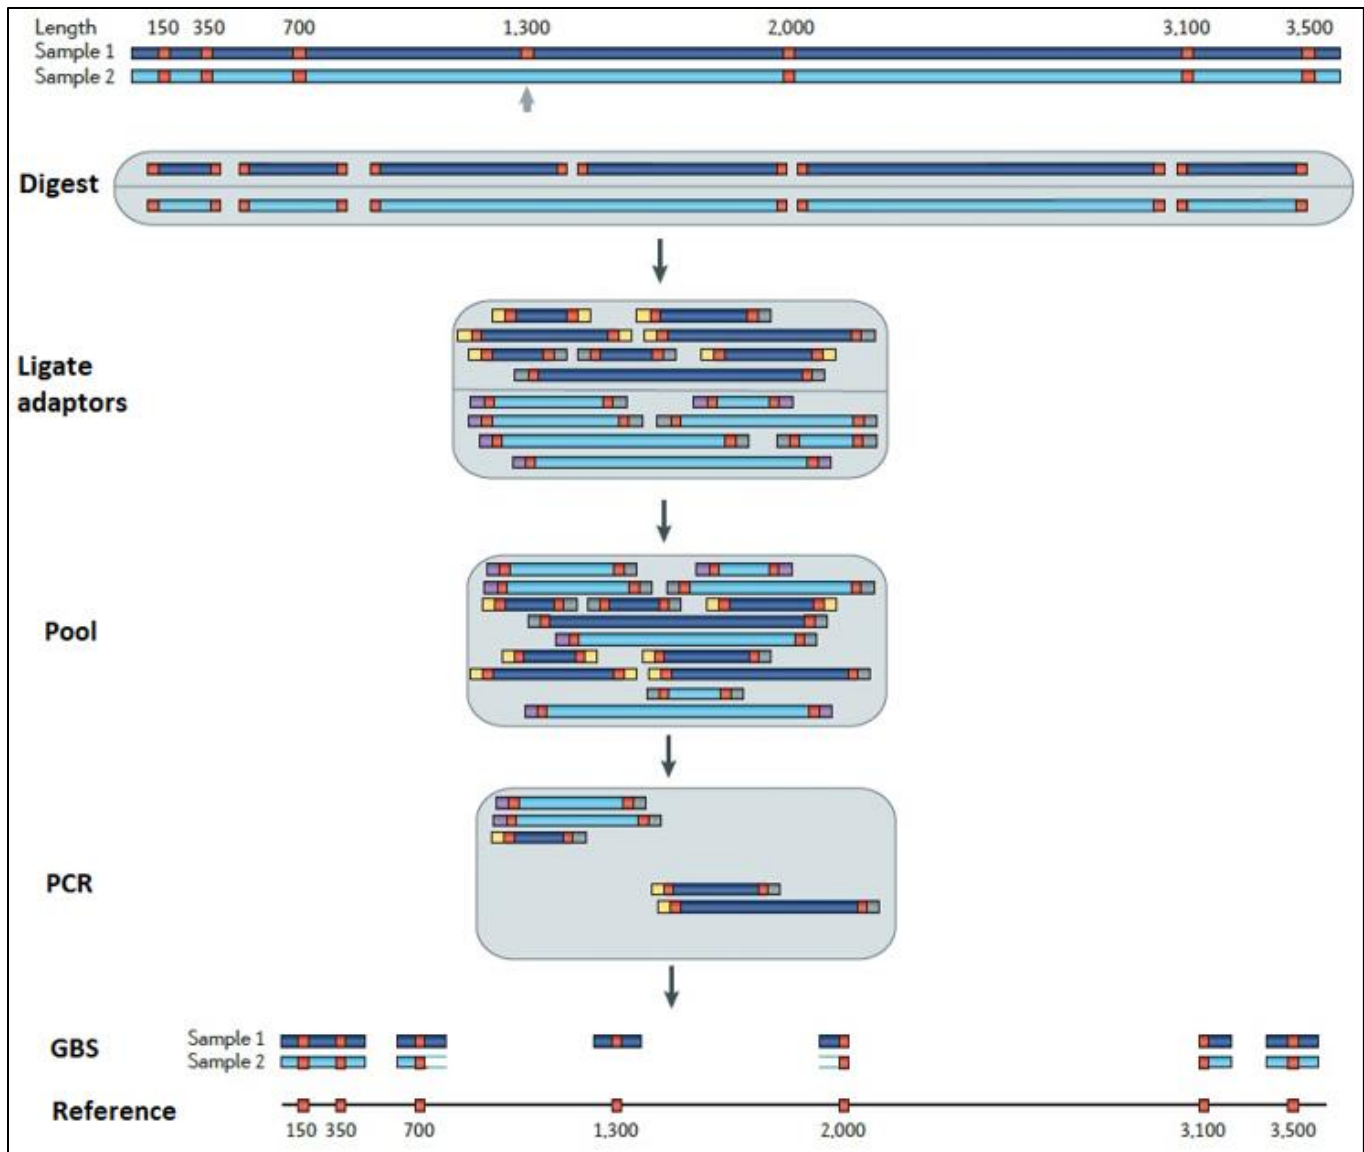 Length 150 350 700 1,300 2,000 3,100 3,500
Sample 1
Sample 2
Digest
Ligate
adaptors
Pool
PCR
GBS
Sample 1
Sample 2
Reference
150 350 700 1,300 2,000 3,100 3,500